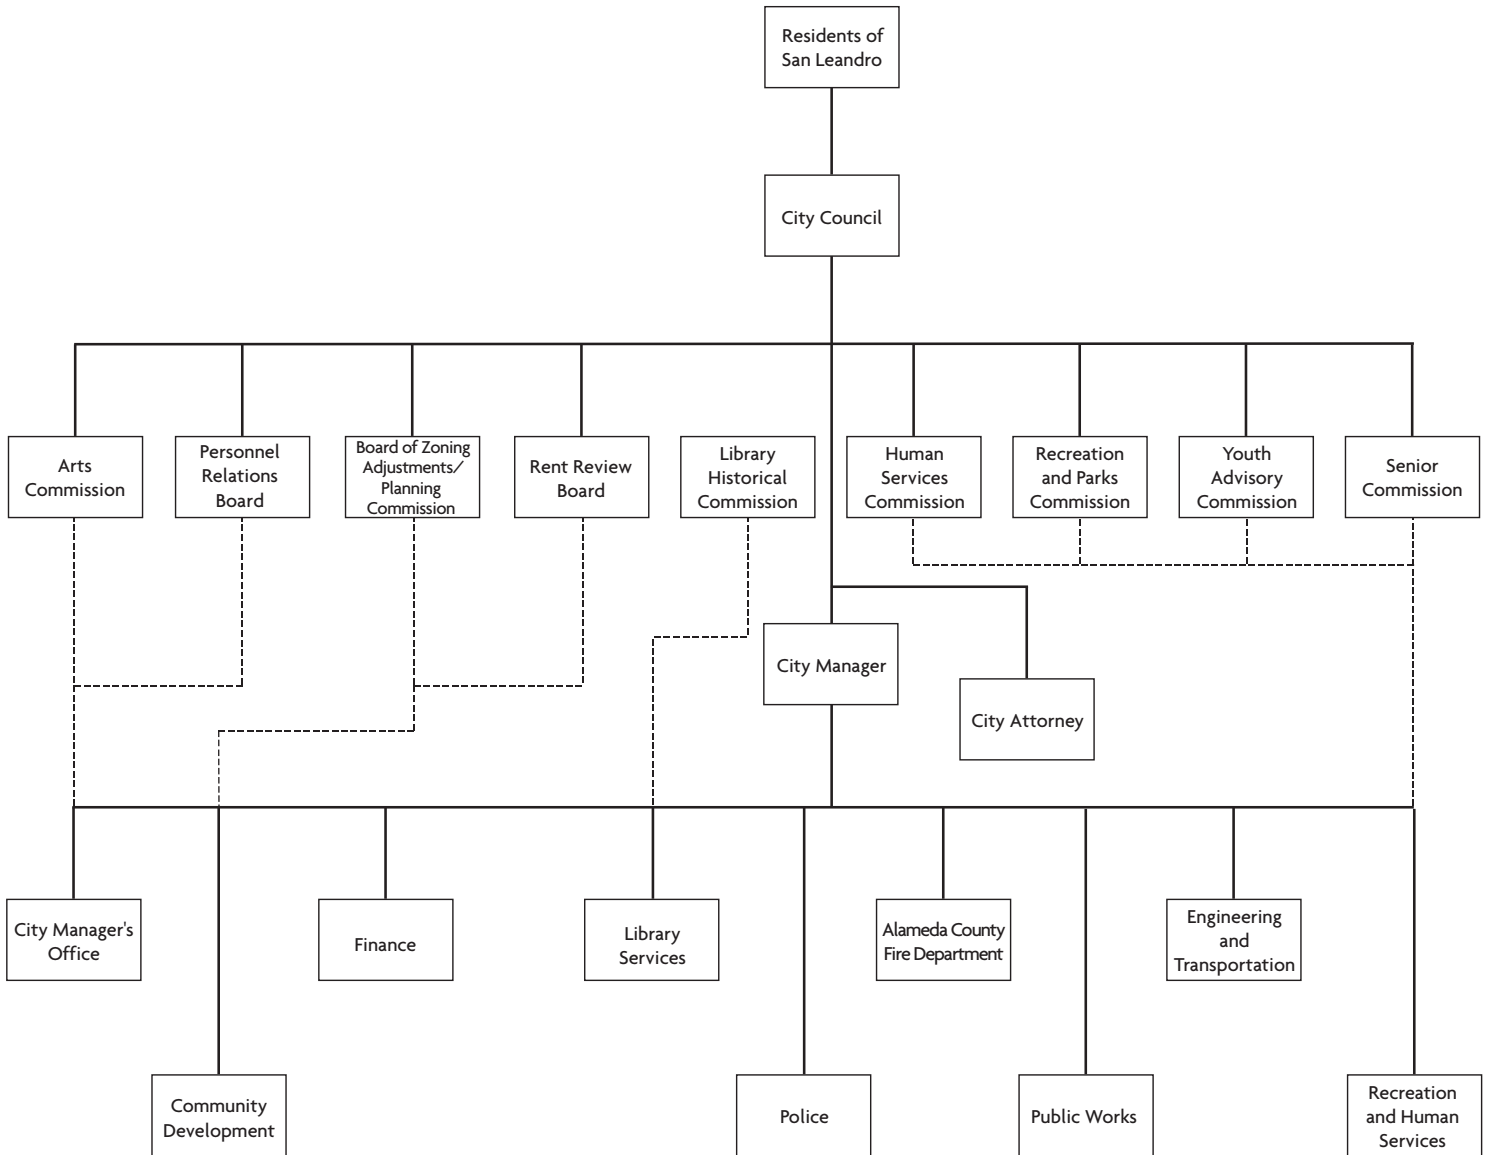 Residents of
San Leandro
City Council
Arts
Commission
Personnel
Relations
Board
Board of Zoning
Adjustments/
Planning
Commission
Rent Review
Board
Library
Historical
Commission
Human
Services
Commission
Recreation
and Parks
Commission
Youth
Advisory
Commission
Senior
Commission
City Manager
City Attorney
City Manager's
Office
Finance
Library
Services
Alameda County
Fire Department
Engineering
and
Transportation
Community
Development
Police
Public Works
Recreation
and Human
Services